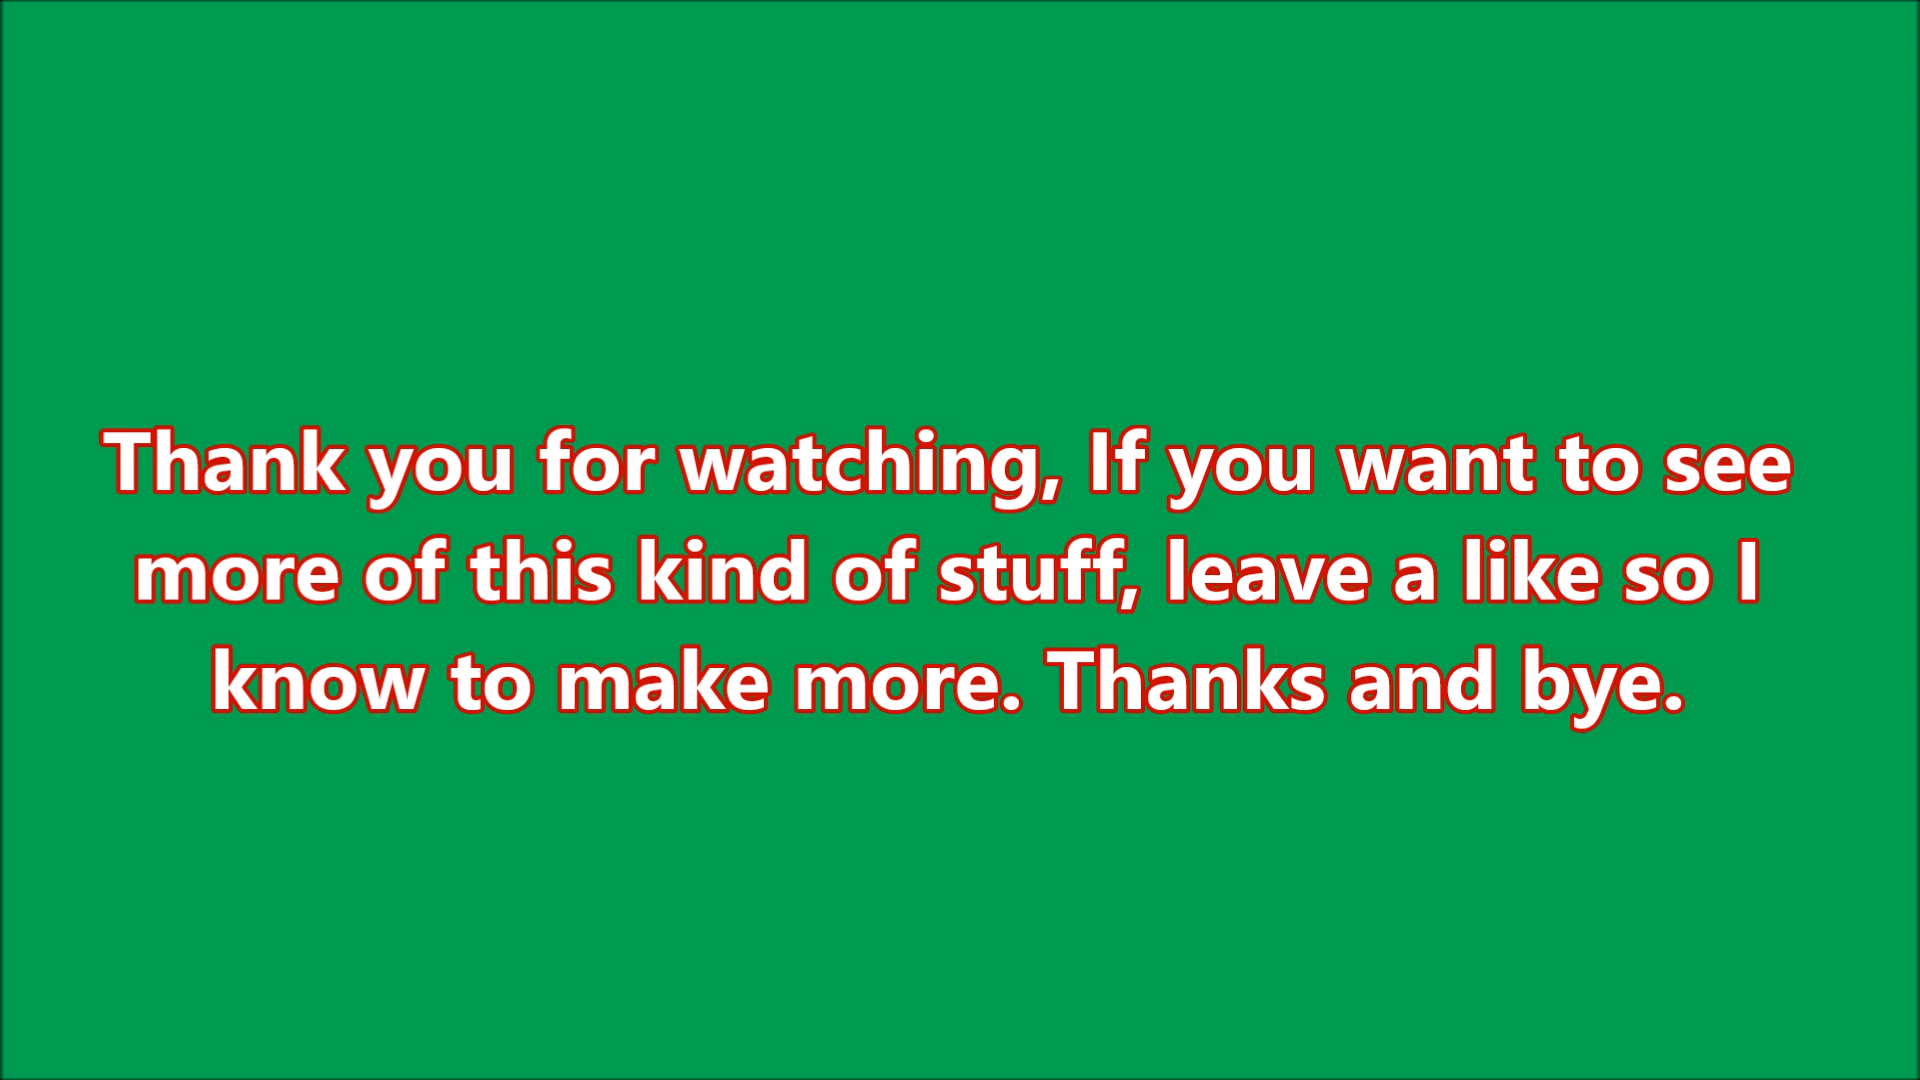 Thank you for watching, If you want to see
more of this kind of stuff, leave a like so I
know to make more. Thanks and bye.